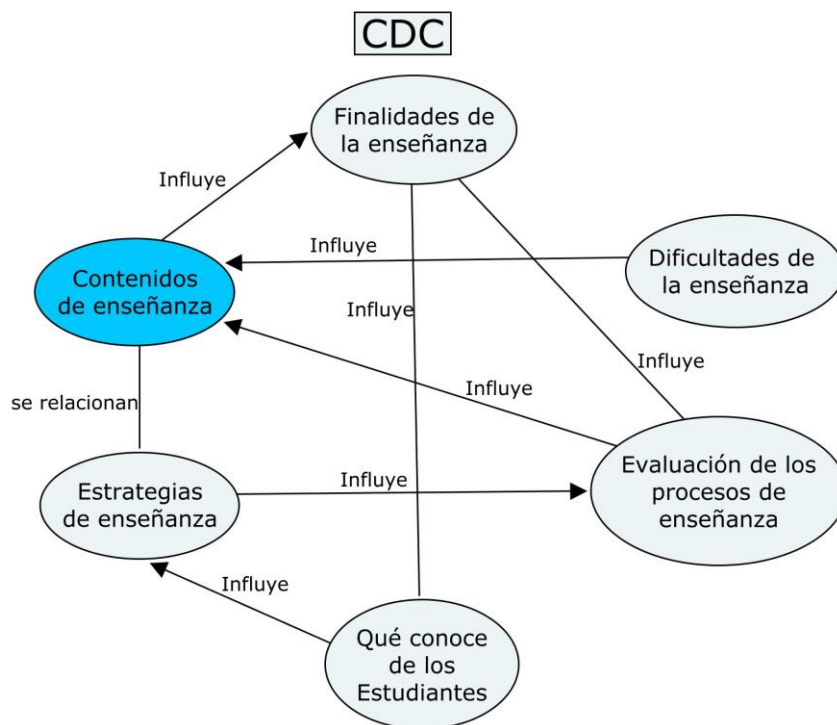 CDC
Finalidades de
la enseñanza
Influye
Influye
Dificultades de
la enseñanza
Contenidos
de enseñanza
Influye
Influye
Influye
se relacionan
Estrategias
de enseñanza
Influye
Evaluación de los
procesos de
enseñanza
Influye
Qué conoce
de los
Estudiantes